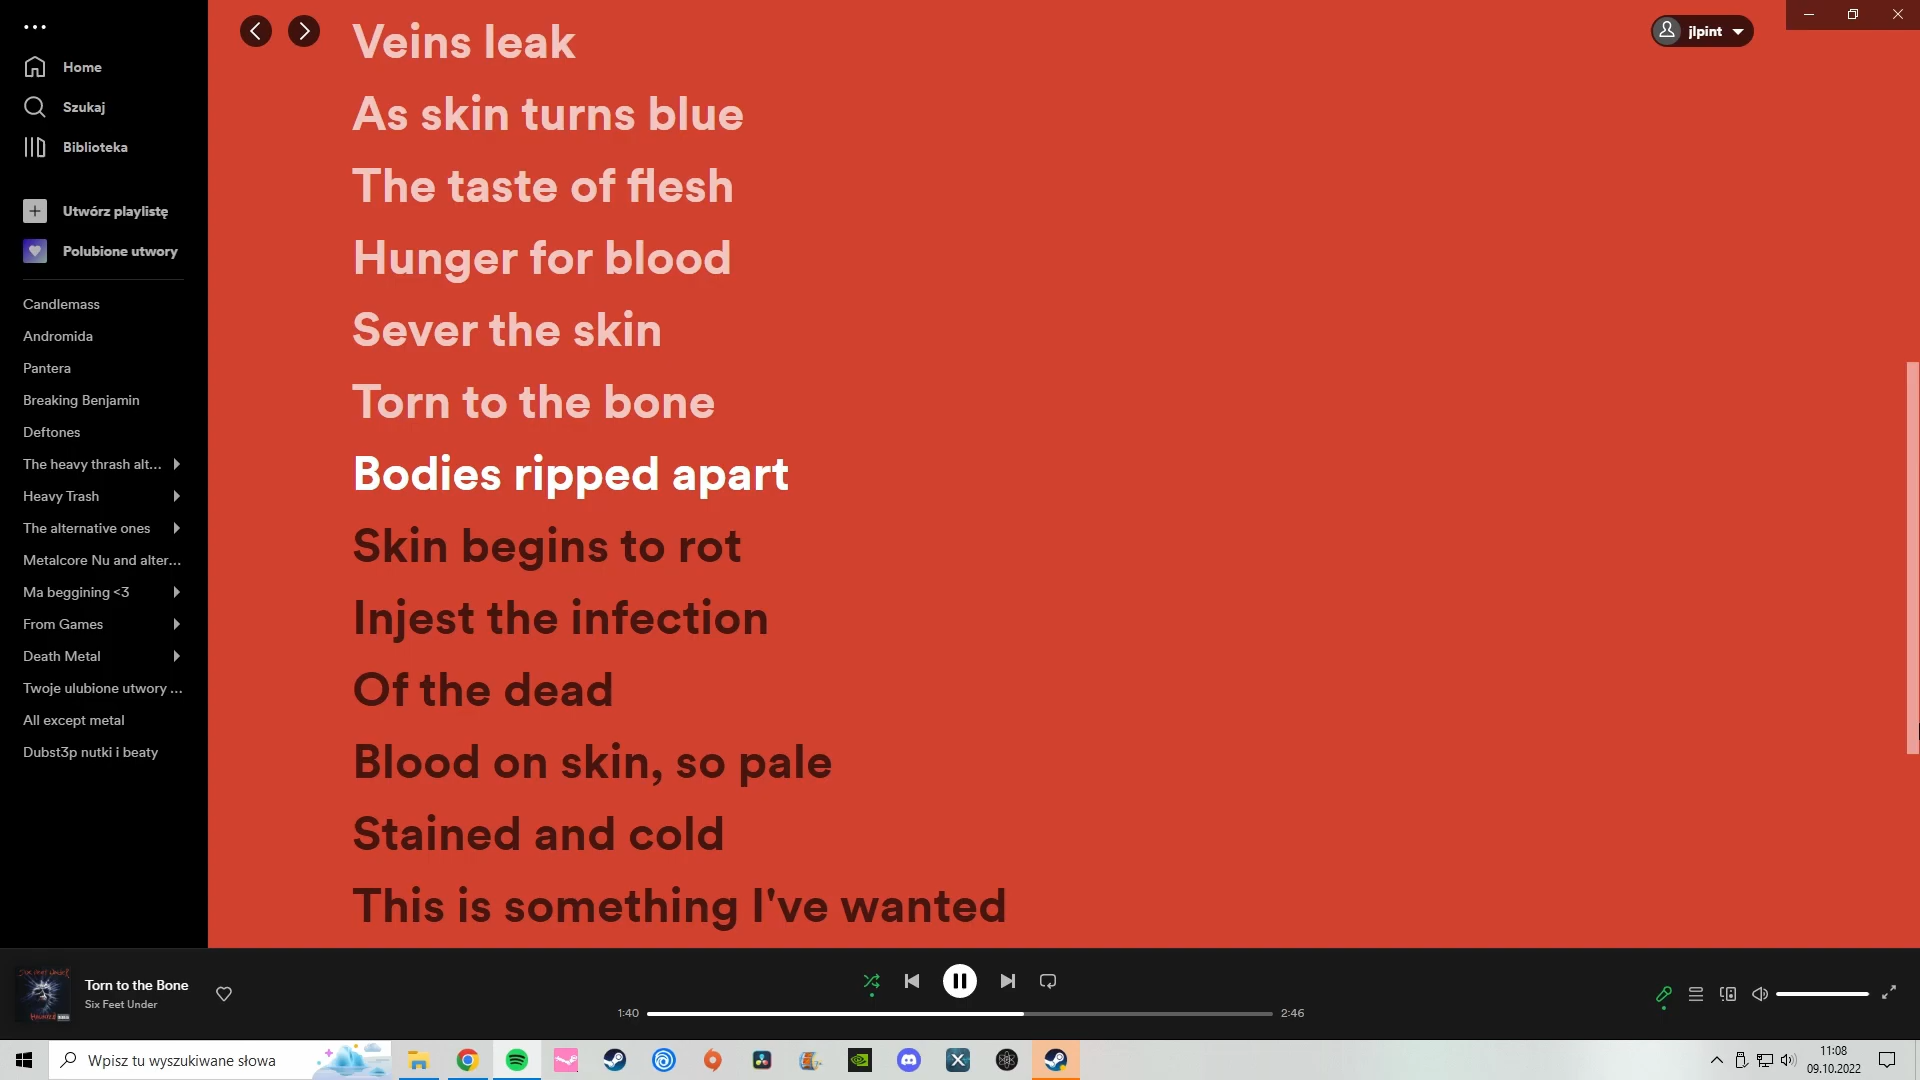 Home
Szukaj
Biblioteka
Utwórz playlistę
Polubione utwory
Candlemass
Andromida
Pantera
Breaking Benjamin
Deftones
The heavy thrash alt...
Heavy Trash
The alternative ones
Metalcore Nu and alter...
Ma beggining <3
From Games
Death Metal
Twoje ulubione utwory ...
All except metal
Dubst3p nutki i beaty
jlpint
Veins leak
As skin turns blue
The taste of flesh
Hunger for blood
Sever the skin
Torn to the bone
Bodies ripped apart
Skin begins to rot
Injest the infection
Of the dead
Blood on skin, so pale
Stained and cold
This is something I've wanted
Torn to the Bone
Six Feet Under
1:40
2:46
Wpisz tu wyszukiwane słowa
11:08
09.10.2022